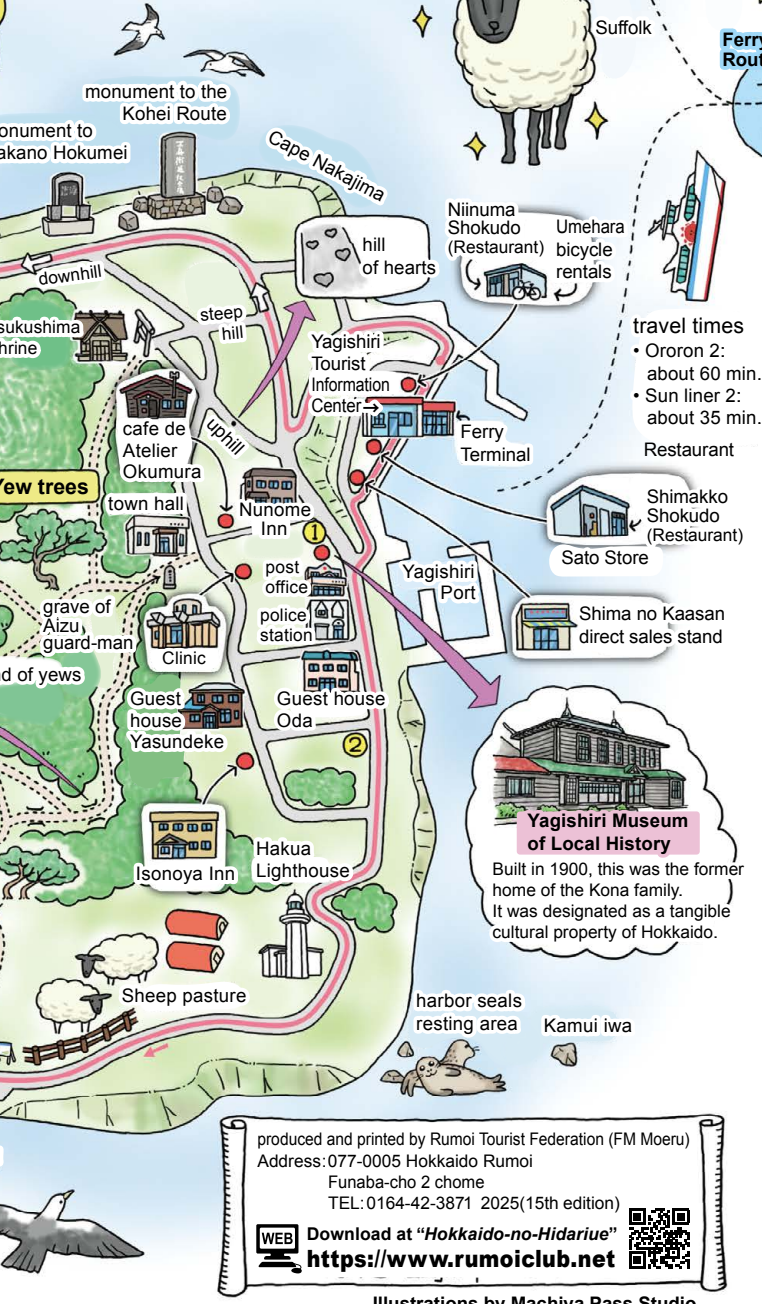 Suffolk
Ferry
Rout
monument to the
Kohei Route
onument to
akano Hokumei
Cape Nakajima
Niinuma
Shokudo
(Restaurant)
Umehara
bicycle
rentals
hill
of hearts
downhill
steep
hill
sukushima
hrine
Yagishiri
Tourist
Information
Center→
travel times
• Ororon 2:
about 60 min.
• Sun liner 2:
about 35 min.
Ferry
Terminal
Restaurant
cafe de
Atelier
Okumura
uphill
Yew trees
town hall
Nunome
Inn
①
Shimakko
Shokudo
(Restaurant)
Sato Store
post
office
Yagishiri
Port
grave of
Aizu
guard-man
police
station
Shima no Kaasan
direct sales stand
Clinic
nd of yews
Guest
house
Yasundeke
Guest house
Oda
②
Yagishiri Museum
of Local History
Built in 1900, this was the former
home of the Kona family.
It was designated as a tangible
cultural property of Hokkaido.
Isonoya Inn
Hakua
Lighthouse
Sheep pasture
harbor seals
resting area
Kamui iwa
produced and printed by Rumoi Tourist Federation (FM Moeru)
Address:077-0005 Hokkaido Rumoi
Funaba-cho 2 chome
TEL:0164-42-3871 2025(15th edition)
WEB
Download at “Hokkaido-no-Hidariue”
https://www.rumoiclub.net
Illustrations by Machiya Pass Studio